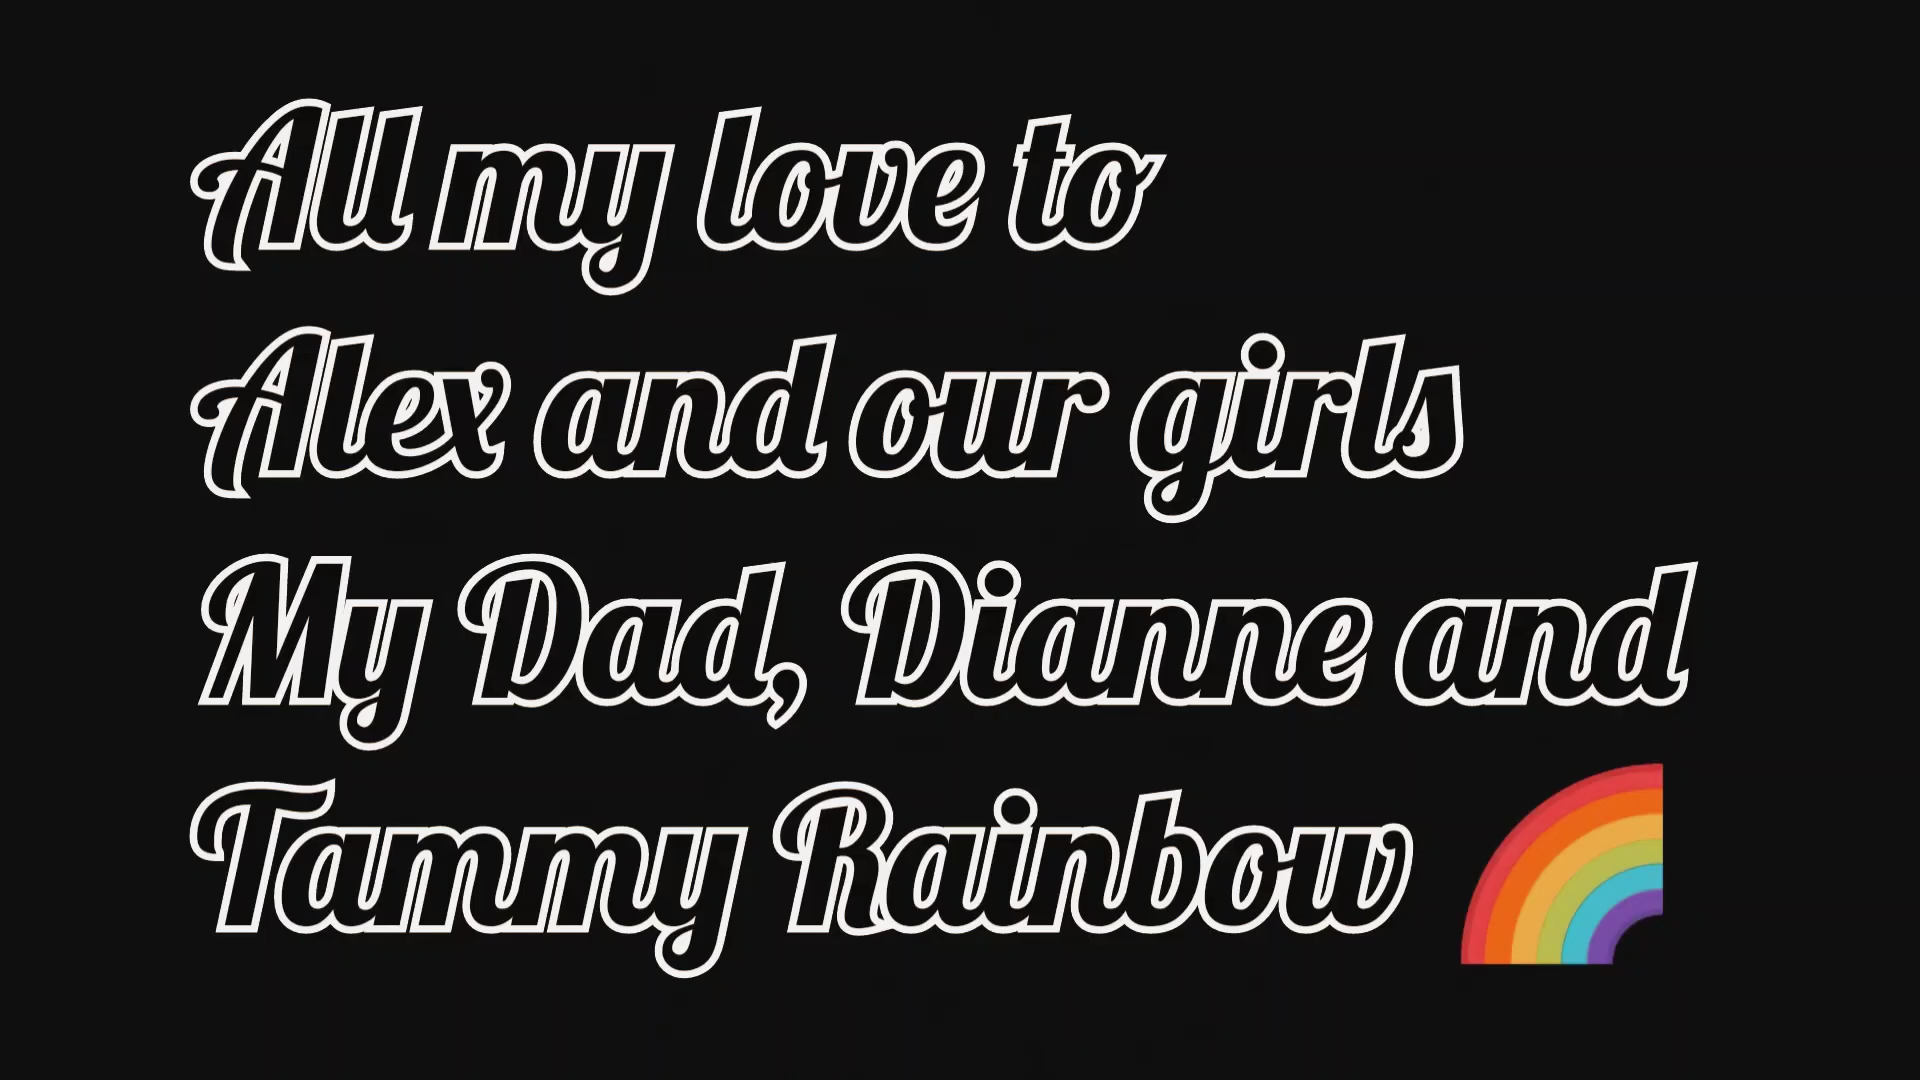 All my love to
Alex and our girls
My Dad, Dianne and
Tammy Rainbow 🌈